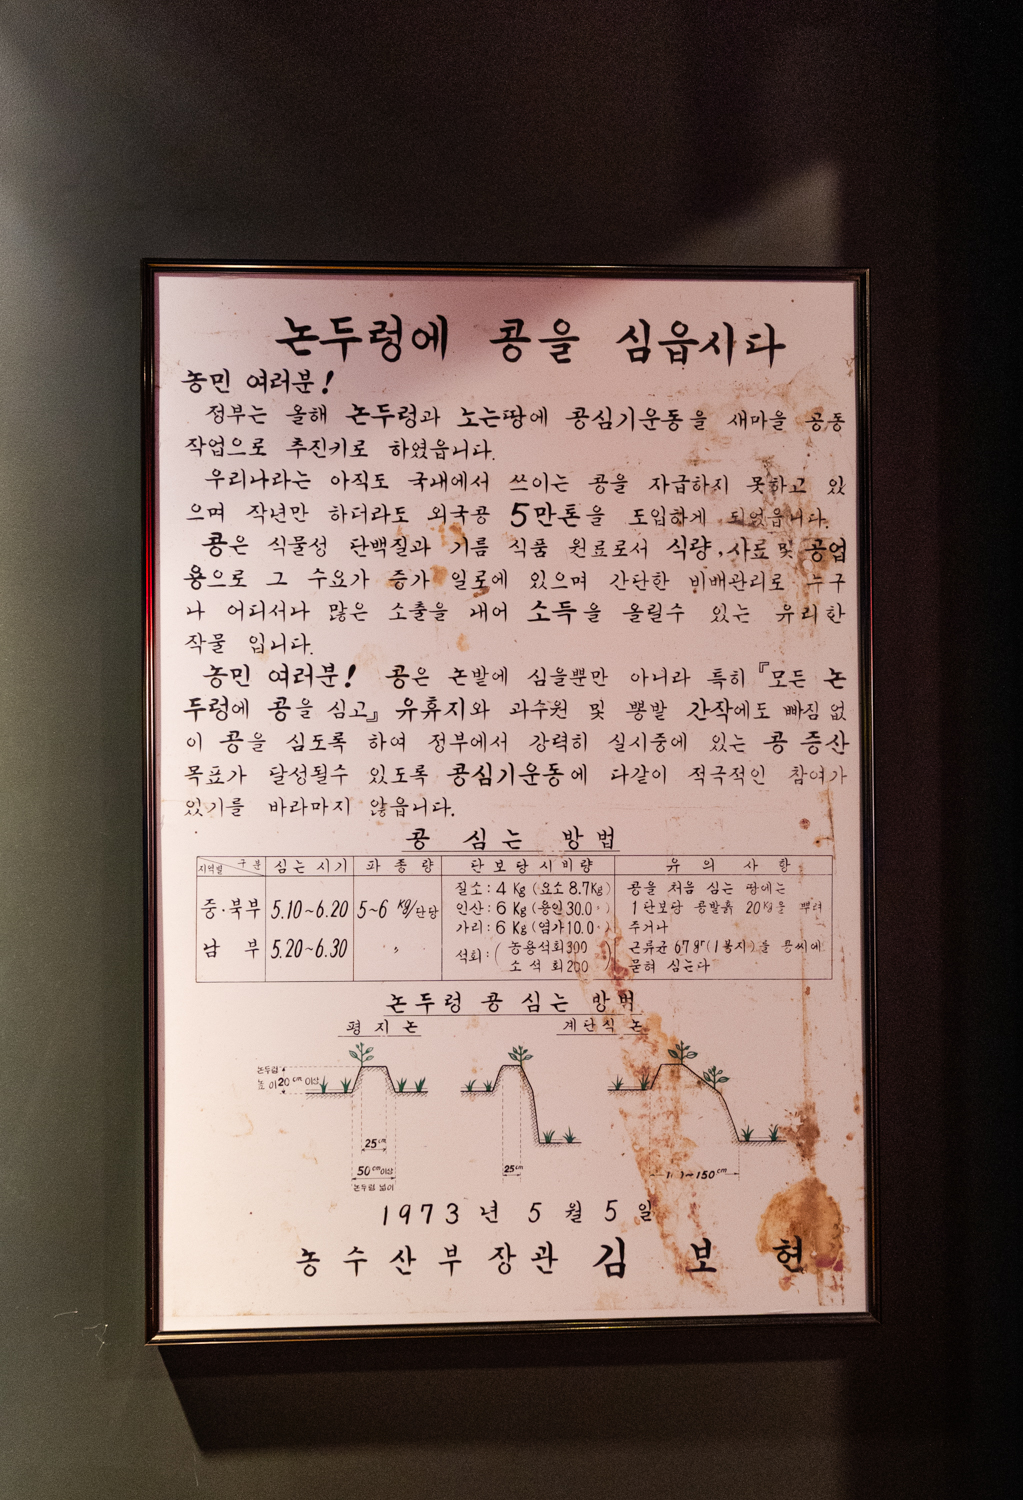 논두렁에 콩을 심읍시다
농민 여러분!
정부는 올해 논두렁과 노는땅에 콩심기운동을 새마을 공동
작업으로 추진키로 하였읍니다.
우리나라는 아직도 국내에서 쓰이는 콩을 자급하지 못하고 있
으며 작년만 하더라도 외국콩 5만톤을 도입하게 되었읍니다.
콩은 식물성 단백질과 기름 식품 원료로서 식량, 사료 및 공업
용으로 그 수요가 증가 일로에 있으며 간단한 비배관리로 누구
나 어디서나 많은 소출을 내어 소득을 올릴수 있는 유리한
작물 입니다.
농민 여러분! 콩은 논밭에 심을뿐만 아니라 특히『모든 논
두렁에 콩을 심고』유휴지와 과수원 및 뽕밭 간작에도 빠짐 없
이 콩을 심도록 하여 정부에서 강력히 실시중에 있는 콩 증산
목표가 달성될수 있도록 콩심기운동에 다같이 적극적인 참여가
있기를 바라마지 않읍니다.
콩 심는 방법
지역별 구분 심는 시기 파종량 단보당시비량 유의사항
중·북부 5.10~6.20 5~6 kg/단당 질소: 4 Kg (요소 8.7Kg) 콩을 처음 심는 땅에는
인산: 6 Kg (용인 30.0 〃) 1단보당 콩밭흙 20Kg을 뿌려
가리: 6 Kg (염가 10.0 〃) 주거나
남부 5.20~6.30 〃 석회: (농용석회 300 근류균 67gr(1봉지)을 콩씨에
소석회 200) 묻혀 심는다
논두렁 콩 심는 방법
평지논 계단식 논
논두렁
높이 20cm 이상
25cm
50cm이상
논두렁 넓이
25cm
~150cm
1973년 5월 5일
농수산부장관 김보현